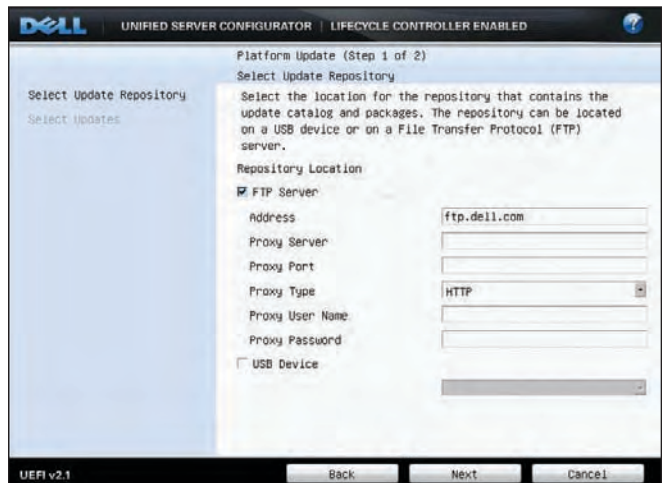 DELL
UNIFIED SERVER CONFIGURATOR | LIFECYCLE CONTROLLER ENABLED
?
Platform Update (Step 1 of 2)
Select Update Repository
Select Update Repository
Select Updates
Select the location for the repository that contains the
update catalog and packages. The repository can be located
on a USB device or on a File Transfer Protocol (FTP)
server.
Repository Location
FTP Server
Address ftp.dell.com
Proxy Server
Proxy Port
Proxy Type HTTP
Proxy User Name
Proxy Password
USB Device
UEFI v2.1
Back Next Cancel